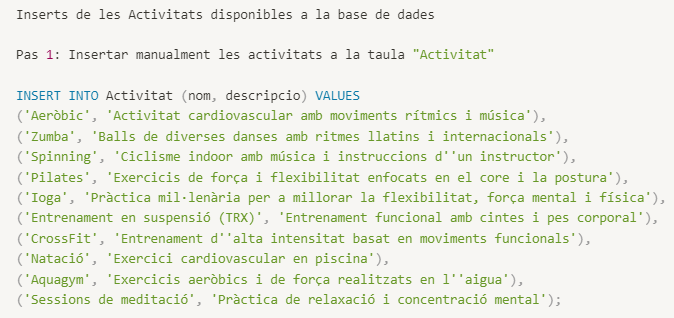 Inserts de les Activitats disponibles a la base de dades
Pas 1: Insertar manualment les activitats a la taula "Activitat"
INSERT INTO Activitat (nom, descripcio) VALUES
('Aeròbic', 'Activitat cardiovascular amb moviments rítmics i música'),
('Zumba', 'Balls de diverses danses amb ritmes llatins i internacionals'),
('Spinning', 'Ciclisme indoor amb música i instruccions d''un instructor'),
('Pilates', 'Exercicis de força i flexibilitat enfocats en el core i la postura'),
('Ioga', 'Pràctica mil·lenària per a millorar la flexibilitat, força mental i física'),
('Entrenament en suspensió (TRX)', 'Entrenament funcional amb cintes i pes corporal'),
('CrossFit', 'Entrenament d''alta intensitat basat en moviments funcionals'),
('Natació', 'Exercici cardiovascular en piscina'),
('Aquagym', 'Exercicis aeròbics i de força realitzats en l''aigua'),
('Sessions de meditació', 'Pràctica de relaxació i concentració mental');